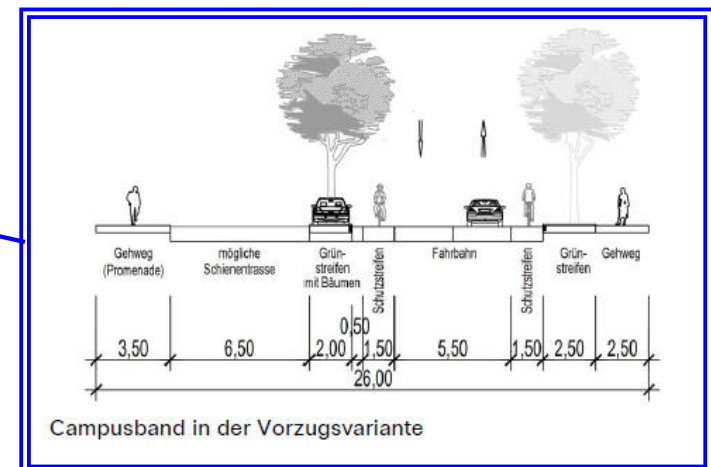 Gehweg
(Promenade)
mögliche
Schienentrasse
Grün-
streifen
mit Bäumen
Schutzstreifen
Fahrbahn
Schutzstreifen
Grün-
streifen
Gehweg
0,50
3,50 6,50 2,00 1,50 5,50 1,50 2,50 2,50
26,00
Campusband in der Vorzugsvariante